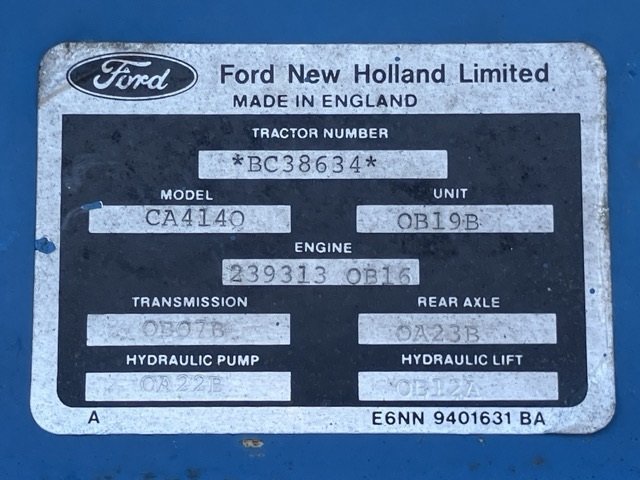 Ford Ford New Holland Limited
MADE IN ENGLAND
TRACTOR NUMBER
*BC38634*
MODEL UNIT
CA414O OB19B
ENGINE
239313 OB16
TRANSMISSION REAR AXLE
OB07B OA23B
HYDRAULIC PUMP HYDRAULIC LIFT
OA22B OB12A
A E6NN 9401631 BA